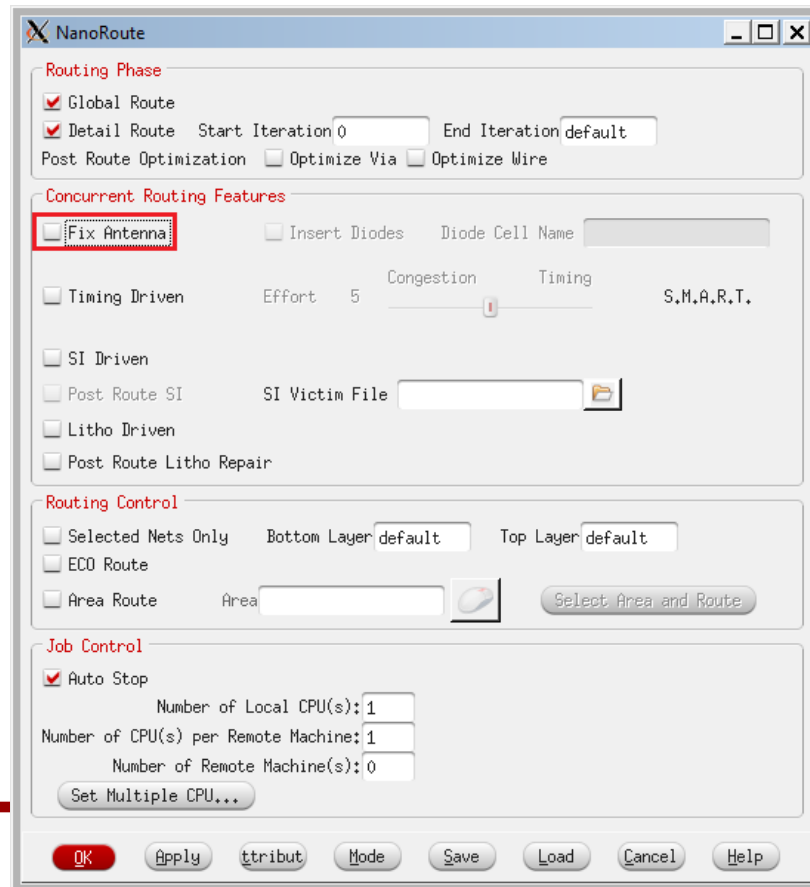 NanoRoute
Routing Phase
Global Route
Detail Route Start Iteration 0 End Iteration default
Post Route Optimization Optimize Via Optimize Wire
Concurrent Routing Features
Fix Antenna Insert Diodes Diode Cell Name
Congestion Timing
Timing Driven Effort 5 S.M.A.R.T.
SI Driven
Post Route SI SI Victim File
Litho Driven
Post Route Litho Repair
Routing Control
Selected Nets Only Bottom Layer default Top Layer default
ECO Route
Area Route Area Select Area and Route
Job Control
Auto Stop
Number of Local CPU(s): 1
Number of CPU(s) per Remote Machine: 1
Number of Remote Machine(s): 0
Set Multiple CPU...
OK Apply ttribut Mode Save Load Cancel Help